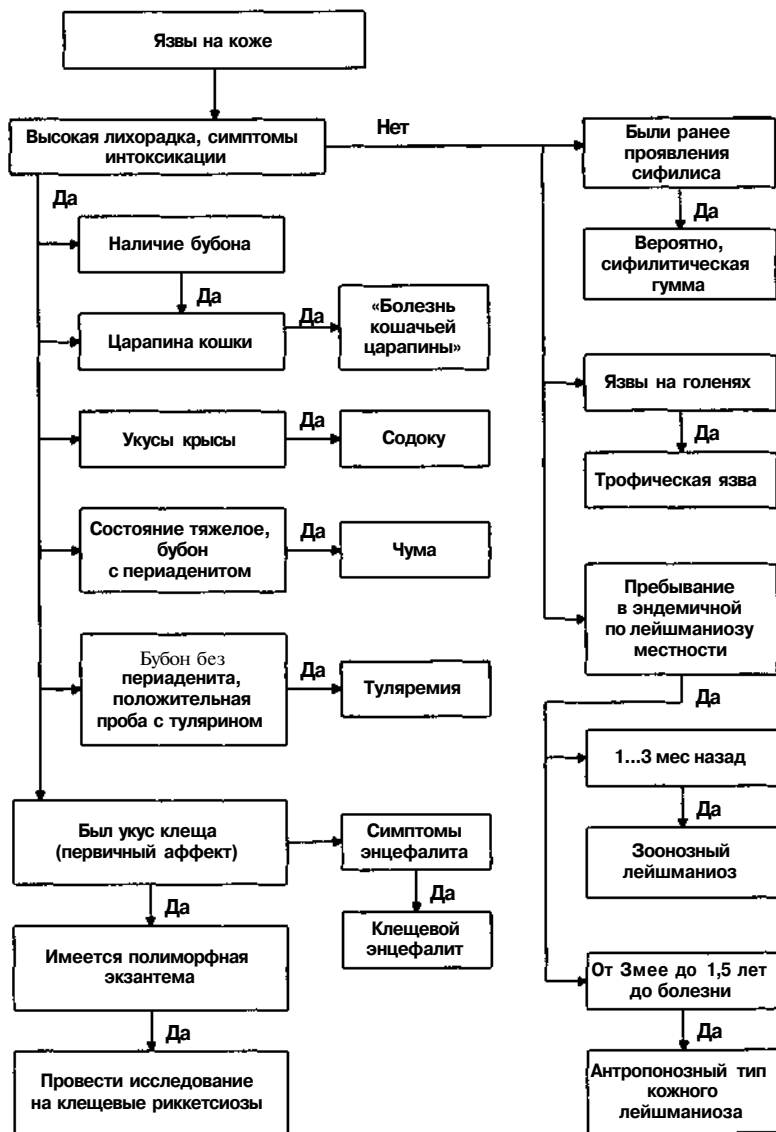 Язвы на коже
Высокая лихорадка, симптомы
интоксикации
Нет
Были ранее
проявления
сифилиса
Да
Вероятно,
сифилитическая
гумма
Да
Наличие бубона
Да
Царапина кошки
Да
«Болезнь
кошачьей
царапины»
Язвы на голенях
Да
Трофическая язва
Укусы крысы
Да
Содоку
Состояние тяжелое,
бубон
с периаденитом
Да
Чума
Пребывание
в эндемичной
по лейшманиозу
местности
Да
Бубон без
периаденита,
положительная
проба с тулярином
Да
Туляремия
1...3 мес назад
Да
Зоонозный
лейшманиоз
Был укус клеща
(первичный аффект)
Симптомы
энцефалита
Да
Клещевой
энцефалит
Да
Имеется полиморфная
экзантема
Да
Провести исследование
на клещевые риккетсиозы
От Змее до 1,5 лет
до болезни
Да
Антропонозный тип
кожного
лейшманиоза